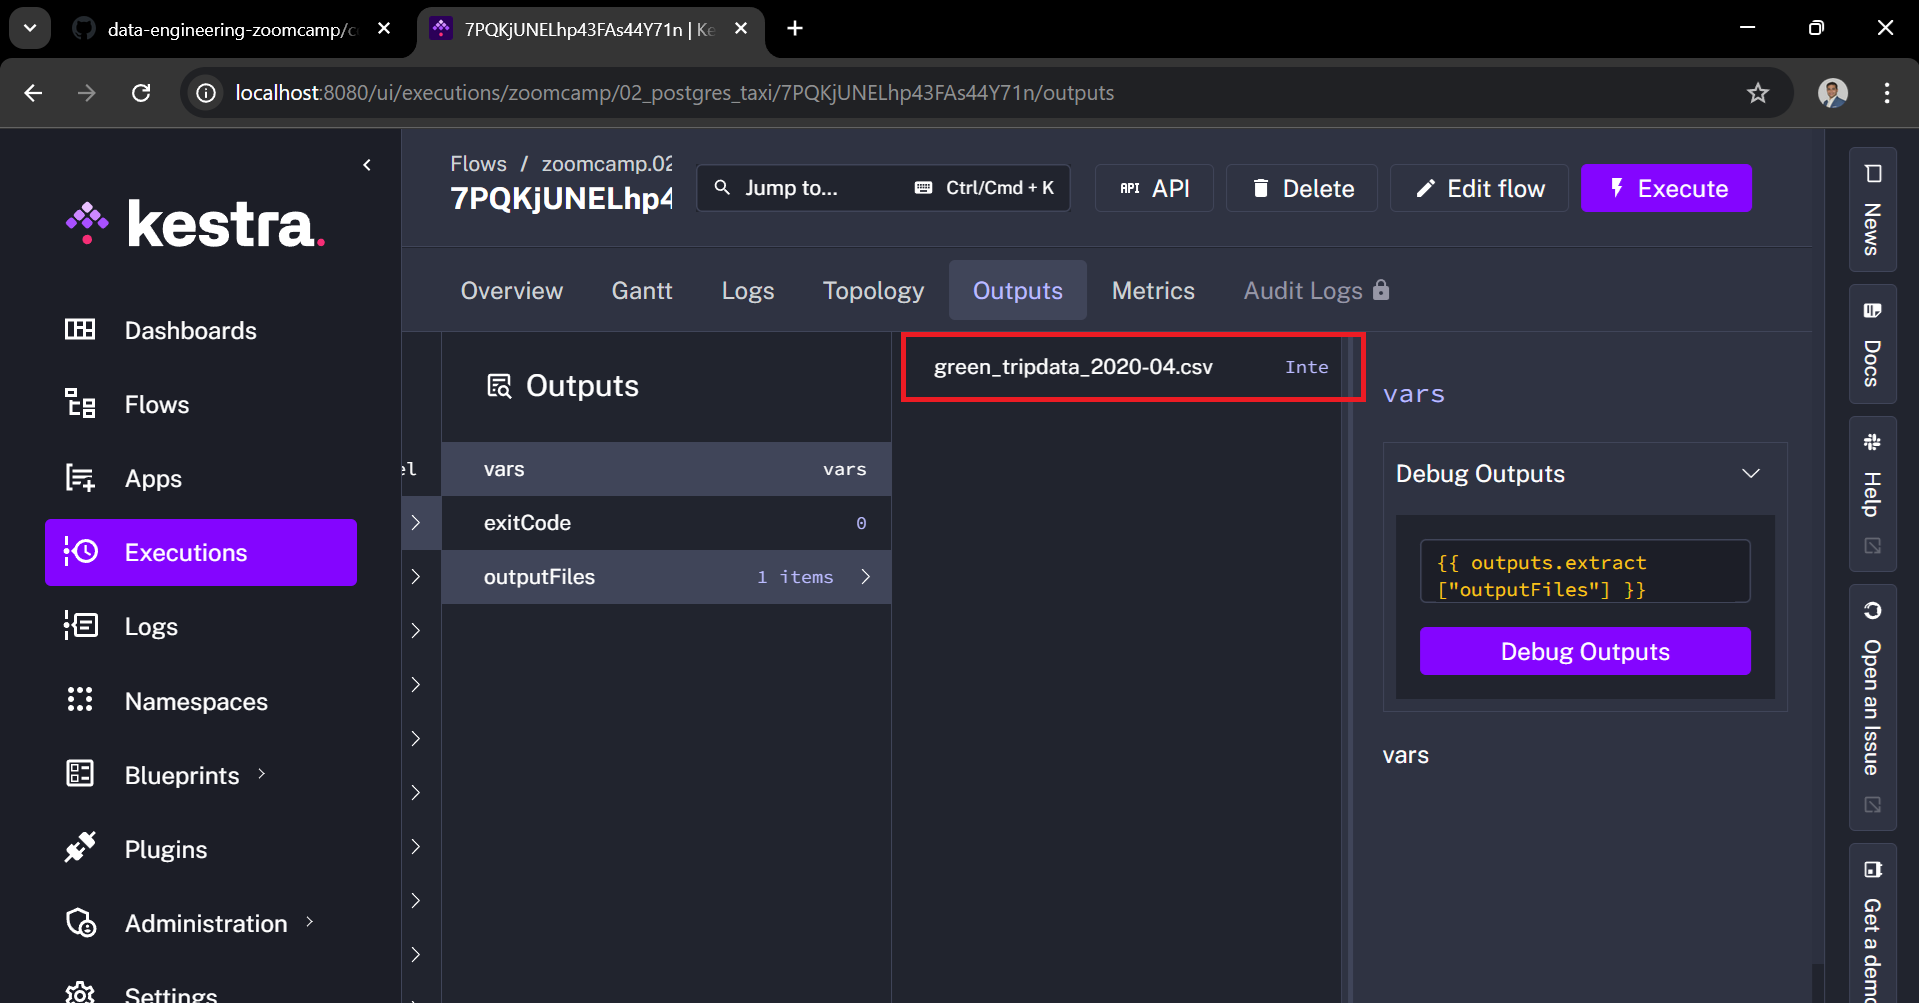 data-engineering-zoomcamp/c
7PQKjUNELhp43FAs44Y71n | Ke
localhost:8080/ui/executions/zoomcamp/02_postgres_taxi/7PQKjUNELhp43FAs44Y71n/outputs
kestra.
Dashboards
Flows
Apps
Executions
Logs
Namespaces
Blueprints
Plugins
Administration
Settings
Flows / zoomcamp.02
7PQKjUNELhp4
Jump to...
Ctrl/Cmd + K
API API
Delete
Edit flow
Execute
Overview
Gantt
Logs
Topology
Outputs
Metrics
Audit Logs
el
Outputs
vars vars
exitCode 0
outputFiles 1 items
green_tripdata_2020-04.csv Inte
vars
Debug Outputs
{{ outputs.extract
["outputFiles"] }}
Debug Outputs
vars
News
Docs
Help
Open an Issue
Get a demo